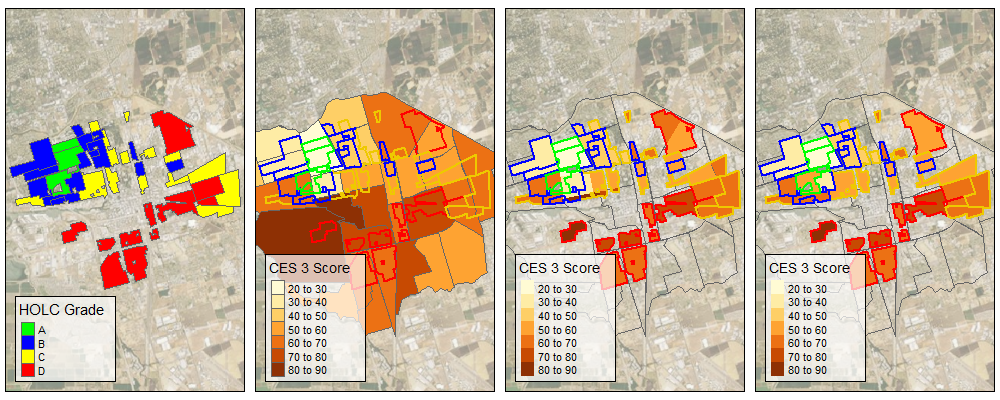 HOLC Grade
A
B
C
D
CES 3 Score
20 to 30
30 to 40
40 to 50
50 to 60
60 to 70
70 to 80
80 to 90
CES 3 Score
20 to 30
30 to 40
40 to 50
50 to 60
60 to 70
70 to 80
80 to 90
CES 3 Score
20 to 30
30 to 40
40 to 50
50 to 60
60 to 70
70 to 80
80 to 90